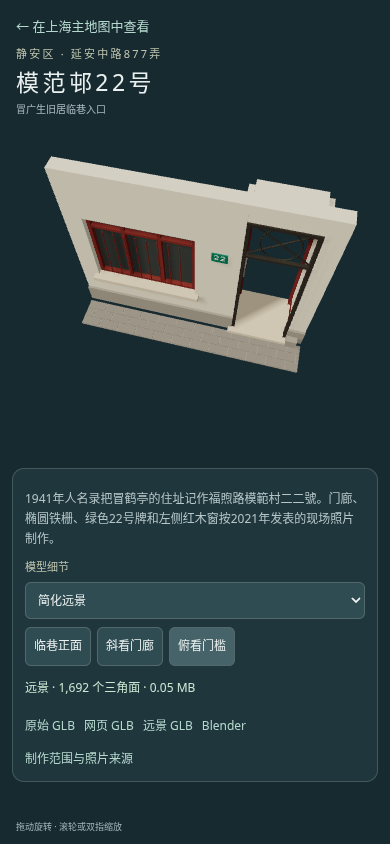 ← 在上海主地图中查看
静安区 · 延安中路877弄
模范邨22号
冒广生旧居临巷入口
22
1941年人名录把冒鹤亭的住址记作福煦路模範村二二號。门廊、
椭圆铁栅、绿色22号牌和左侧红木窗按2021年发表的现场照片
制作。
模型细节
简化远景
临巷正面 斜看门廊 俯看门槛
远景 · 1,692 个三角面 · 0.05 MB
原始 GLB 网页 GLB 远景 GLB Blender
制作范围与照片来源
拖动旋转 · 滚轮或双指缩放